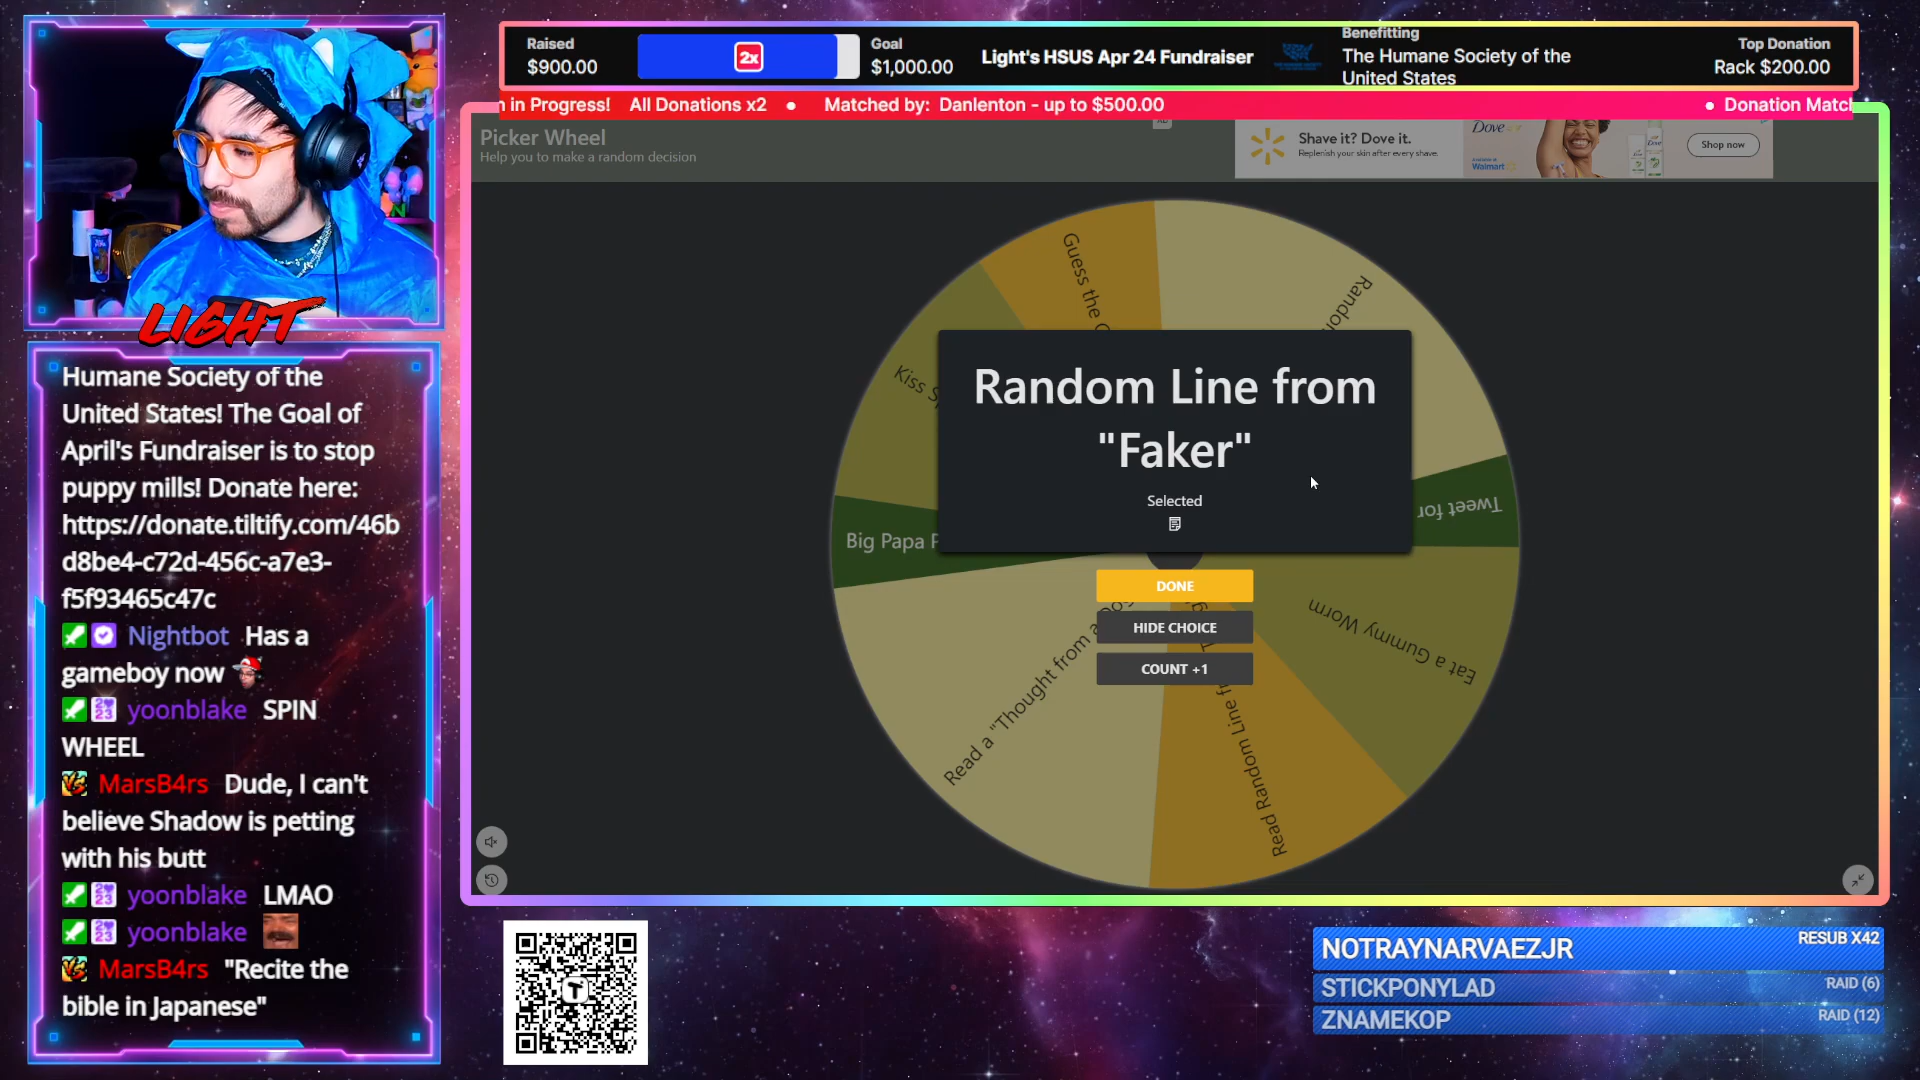 Raised
$900.00
2x
Goal
$1,000.00
Light's HSUS Apr 24 Fundraiser
Benefitting
The Humane Society of the
United States
Top Donation
Rack $200.00
n in Progress! All Donations x2 • Matched by: Danlenton - up to $500.00 • Donation Matc
Picker Wheel
Help you to make a random decision
Shave it? Dove it.
Replenish your skin after every shave.
Walmart
Dove
Shop now
LIGHT
Guess the
Random
Kiss
Tweet for
Big Papa
Eat a Gummy Worm
Read a "Thought from a
Read Random Line
Random Line from
"Faker"
Selected
DONE
HIDE CHOICE
COUNT +1
Humane Society of the
United States! The Goal of
April's Fundraiser is to stop
puppy mills! Donate here:
https://donate.tiltify.com/46b
d8be4-c72d-456c-a7e3-
f5f93465c47c
Nightbot Has a
gameboy now
yoonblake SPIN
WHEEL
MarsB4rs Dude, I can't
believe Shadow is petting
with his butt
yoonblake LMAO
yoonblake
MarsB4rs "Recite the
bible in Japanese"
T
NOTRAYNARVAEZJR RESUB X42
STICKPONYLAD RAID (6)
ZNAMEKOP RAID (12)